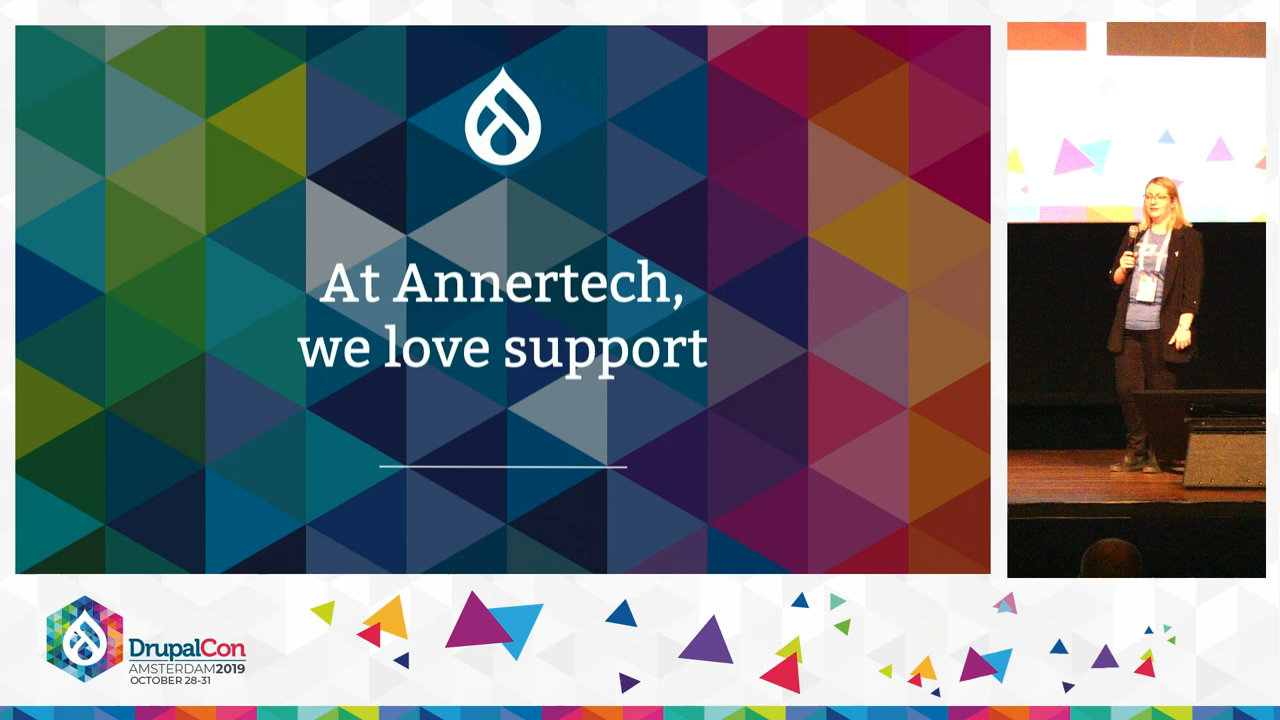 At Annertech,
we love support
DrupalCon
AMSTERDAM2019
OCTOBER 28-31